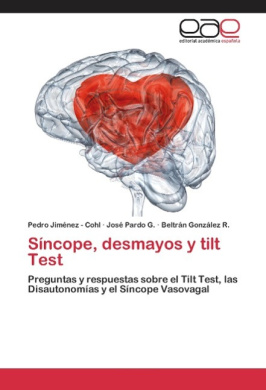 eae
editorial académica española
Pedro Jiménez - Cohl · José Pardo G. · Beltrán González R.
Síncope, desmayos y tilt
Test
Preguntas y respuestas sobre el Tilt Test, las
Disautonomías y el Síncope Vasovagal